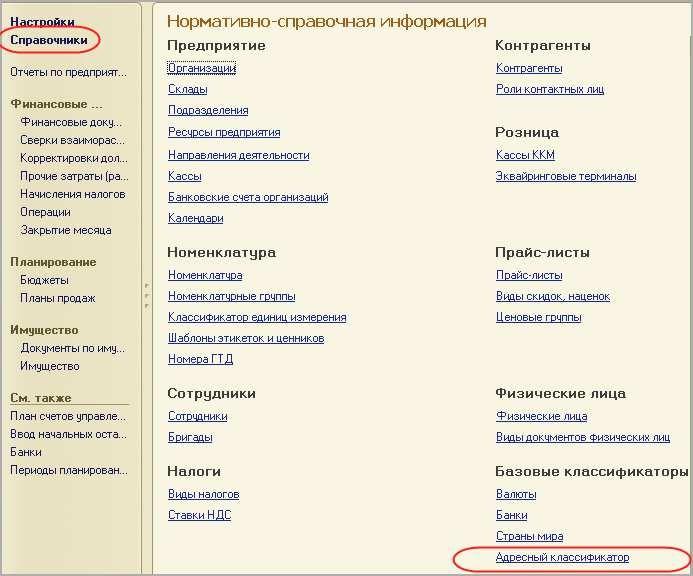 Настройки
Справочники
Отчеты по предприят...
Финансовые ...
Финансовые доку...
Сверки взаиморас...
Корректировки дол...
Прочие затраты (ра...
Начисления налогов
Операции
Закрытие месяца
Планирование
Бюджеты
Планы продаж
Имущество
Документы по иму...
Имущество
См. также
План счетов управле...
Ввод начальных оста...
Банки
Периоды планирован...
Нормативно-справочная информация
Предприятие
Организации
Склады
Подразделения
Ресурсы предприятия
Направления деятельности
Кассы
Банковские счета организаций
Календари
Контрагенты
Контрагенты
Роли контактных лиц
Розница
Кассы ККМ
Эквайринговые терминалы
Номенклатура
Номенклатура
Номенклатурные группы
Классификатор единиц измерения
Шаблоны этикеток и ценников
Номера ГТД
Прайс-листы
Прайс-листы
Виды скидок, наценок
Ценовые группы
Сотрудники
Сотрудники
Бригады
Физические лица
Физические лица
Виды документов физических лиц
Налоги
Виды налогов
Ставки НДС
Базовые классификаторы
Валюты
Банки
Страны мира
Адресный классификатор